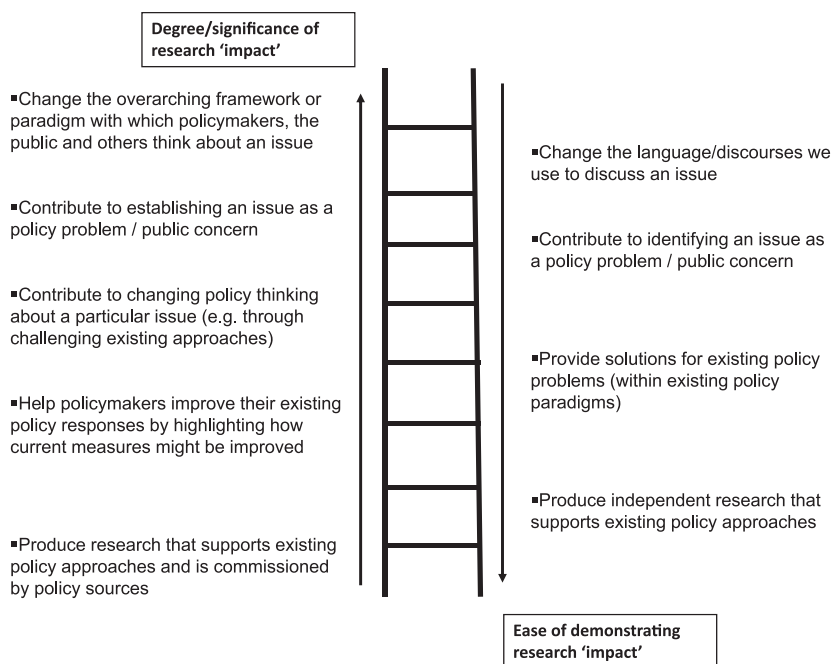 Degree/significance of
research ‘impact’
▪Change the overarching framework or
paradigm with which policymakers, the
public and others think about an issue
▪Contribute to establishing an issue as a
policy problem / public concern
▪Contribute to changing policy thinking
about a particular issue (e.g. through
challenging existing approaches)
▪Help policymakers improve their existing
policy responses by highlighting how
current measures might be improved
▪Produce research that supports existing
policy approaches and is commissioned
by policy sources
▪Change the language/discourses we
use to discuss an issue
▪Contribute to identifying an issue as
a policy problem / public concern
▪Provide solutions for existing policy
problems (within existing policy
paradigms)
▪Produce independent research that
supports existing policy approaches
Ease of demonstrating
research ‘impact’